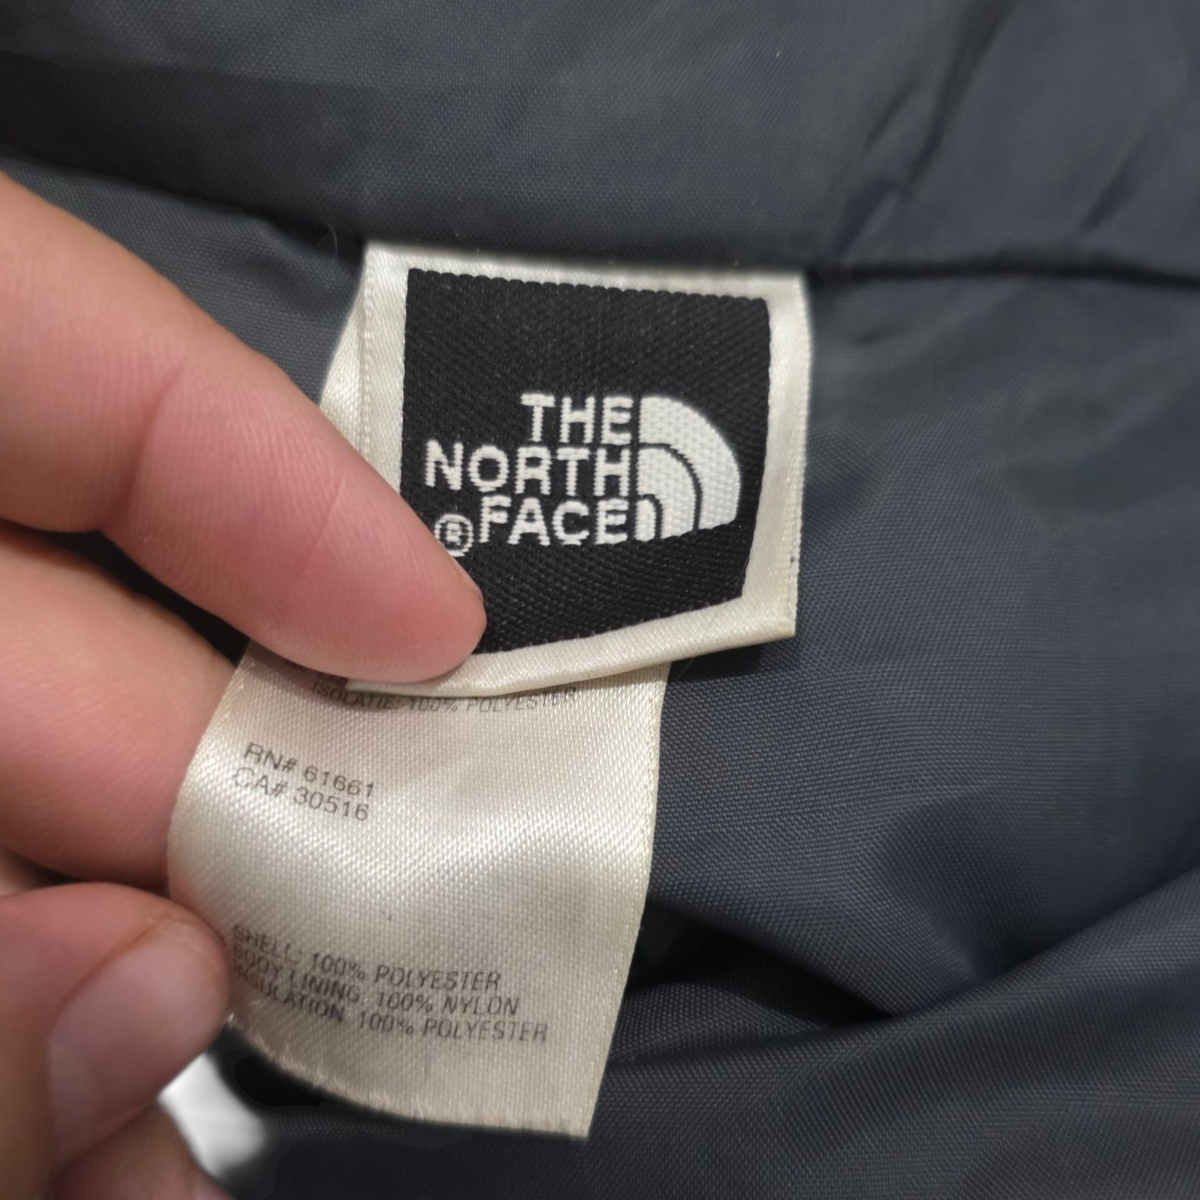 THE
NORTH
FACE
®
ISOLATIE: 100% POLYESTER
RN# 61661
CA# 30516
SHELL: 100% POLYESTER
BODY LINING: 100% NYLON
INSULATION: 100% POLYESTER